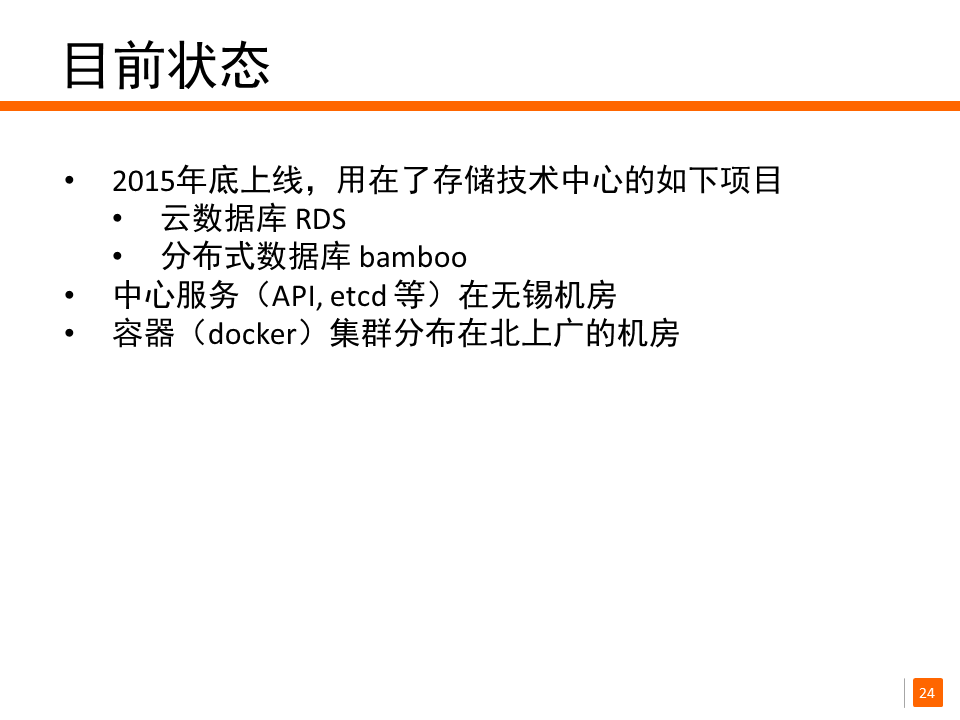 目前状态
• 2015年底上线，用在了存储技术中心的如下项目
• 云数据库 RDS
• 分布式数据库 bamboo
• 中心服务（API, etcd 等）在无锡机房
• 容器（docker）集群分布在北上广的机房
24